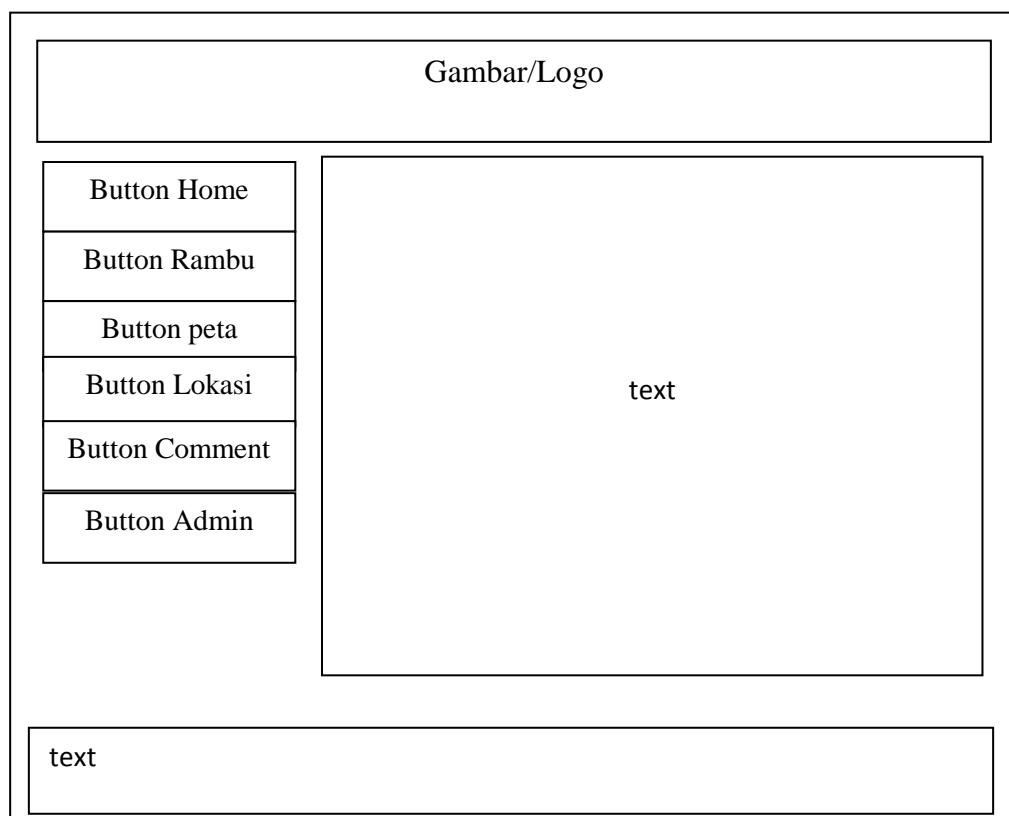 Gambar/Logo
Button Home
Button Rambu
Button peta
Button Lokasi
Button Comment
Button Admin
text
text